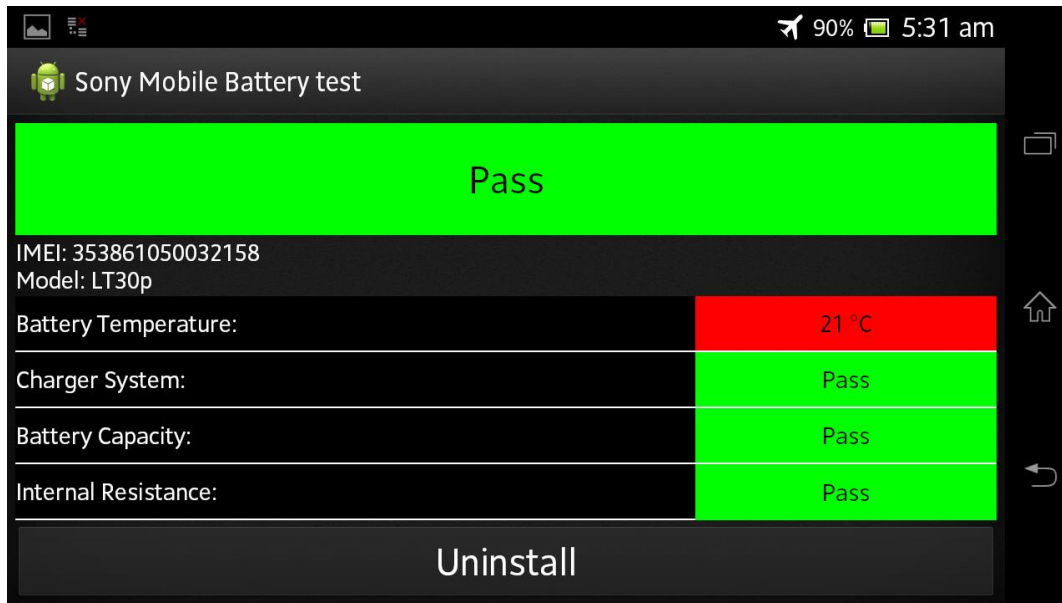 90% 5:31 am
Sony Mobile Battery test
Pass
IMEI: 353861050032158
Model: LT30p
Battery Temperature: 21 °C
Charger System: Pass
Battery Capacity: Pass
Internal Resistance: Pass
Uninstall